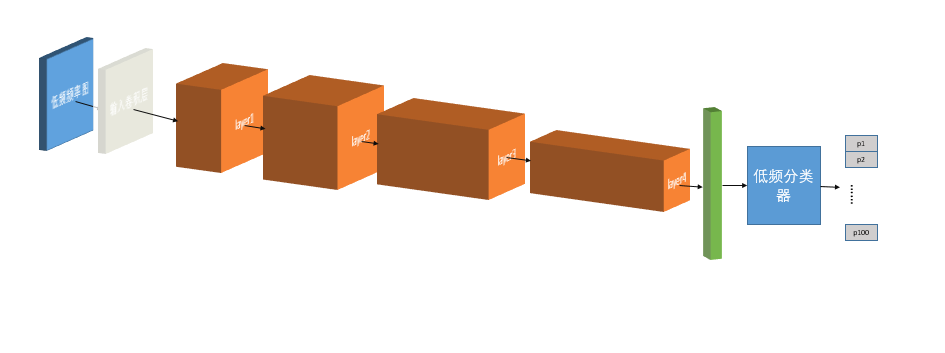 低频频率图
输入卷积层
layer1
layer2
layer3
layer4
低频分类
器
p1
p2
p100